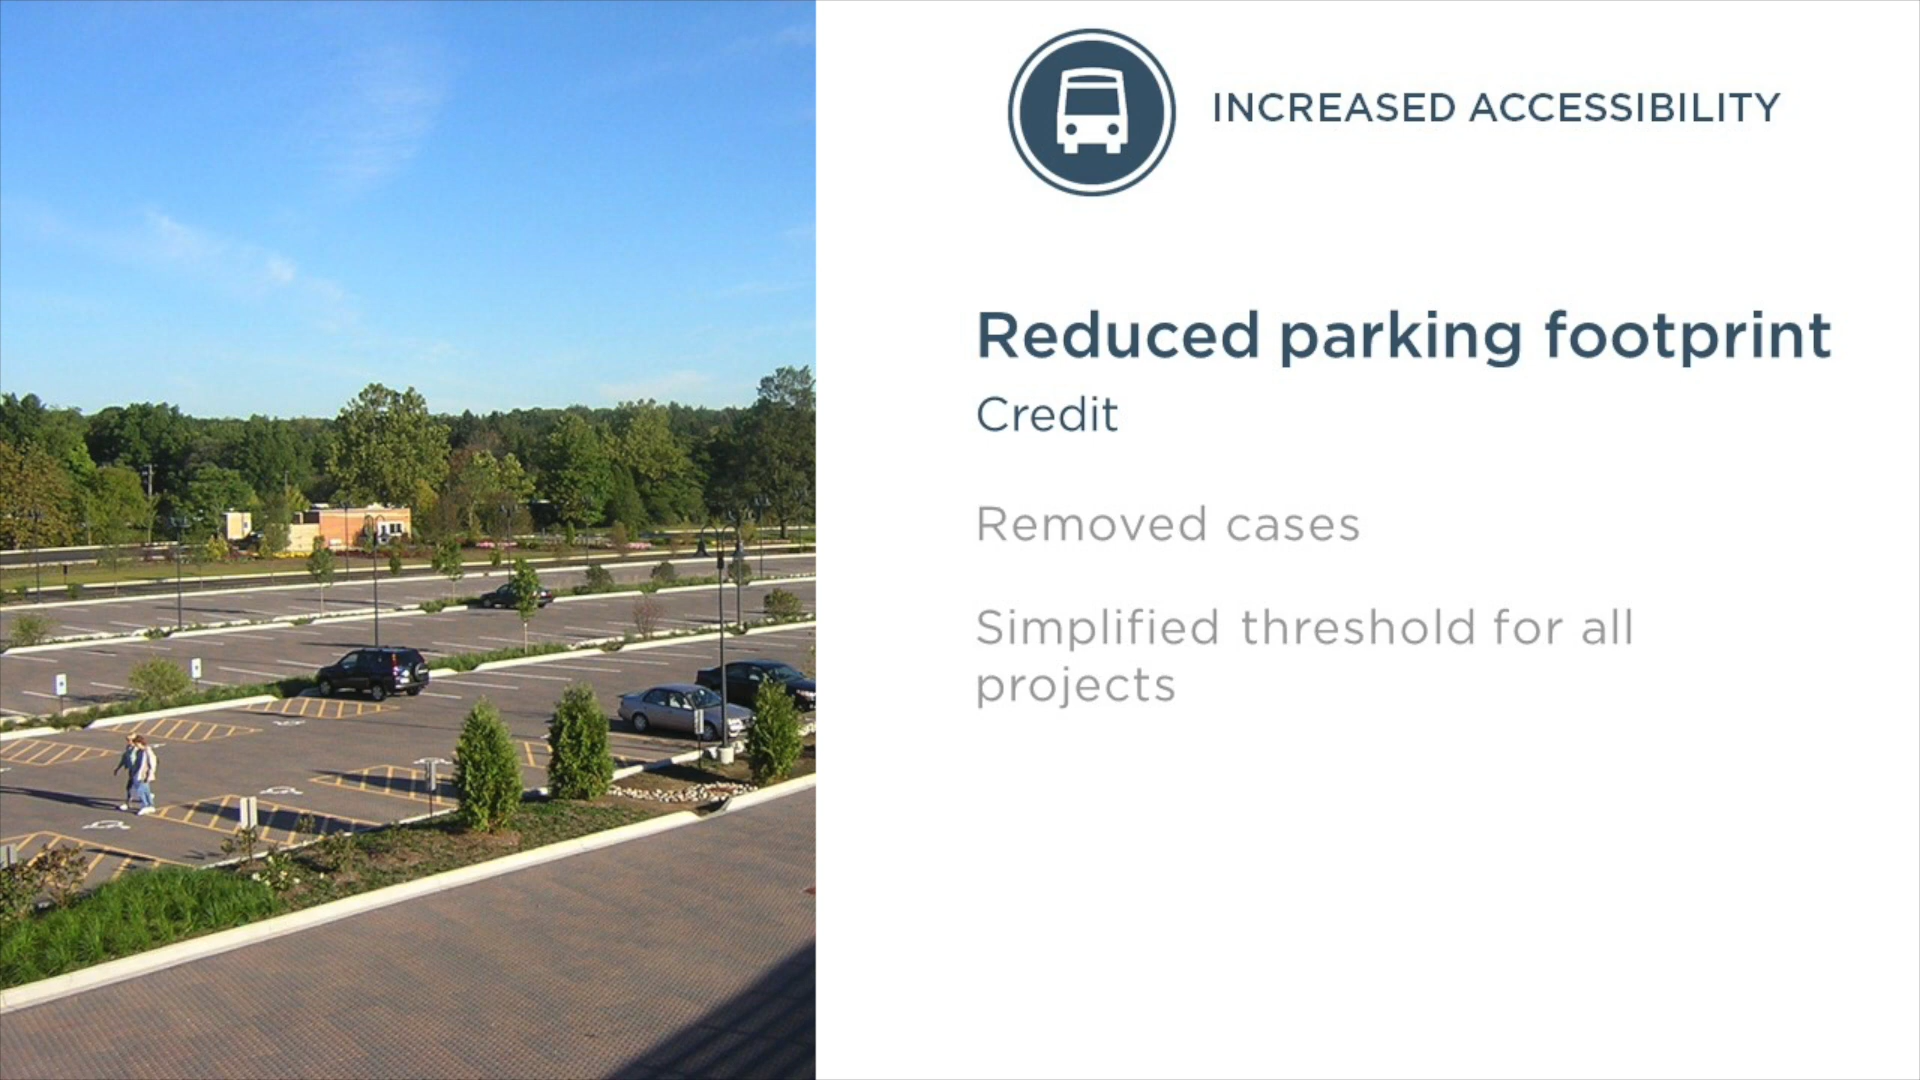 INCREASED ACCESSIBILITY
Reduced parking footprint
Credit
Removed cases
Simplified threshold for all
projects